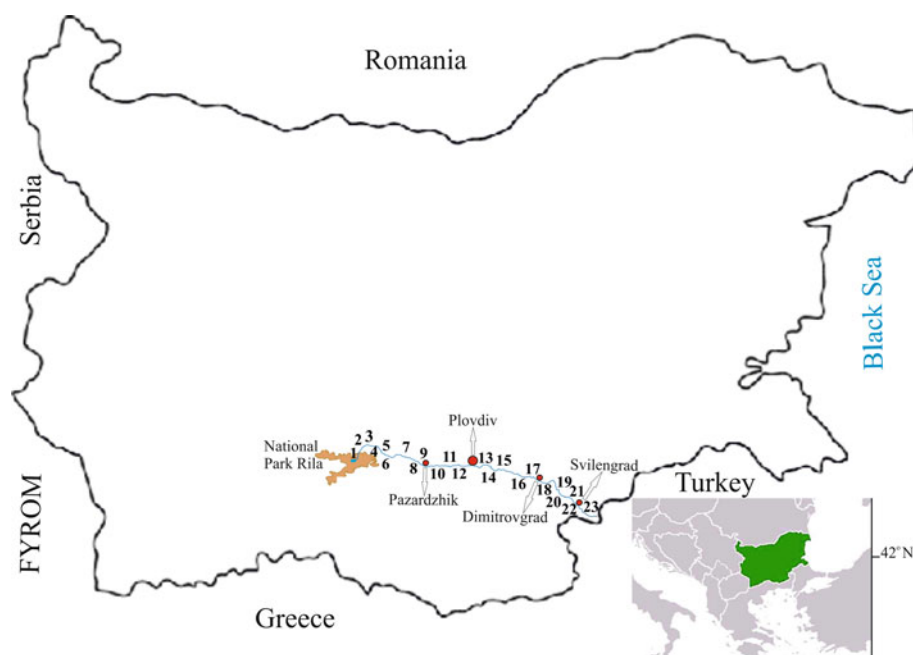 Romania
Serbia
Black Sea
Plovdiv
National
Park Rila
1
2
3
4
5
6
7
8
9
10
11
12
13
14
15
16
17
18
19
20
21
22
23
Pazardzhik
Dimitrovgrad
Svilengrad
Turkey
FYROM
Greece
42°N